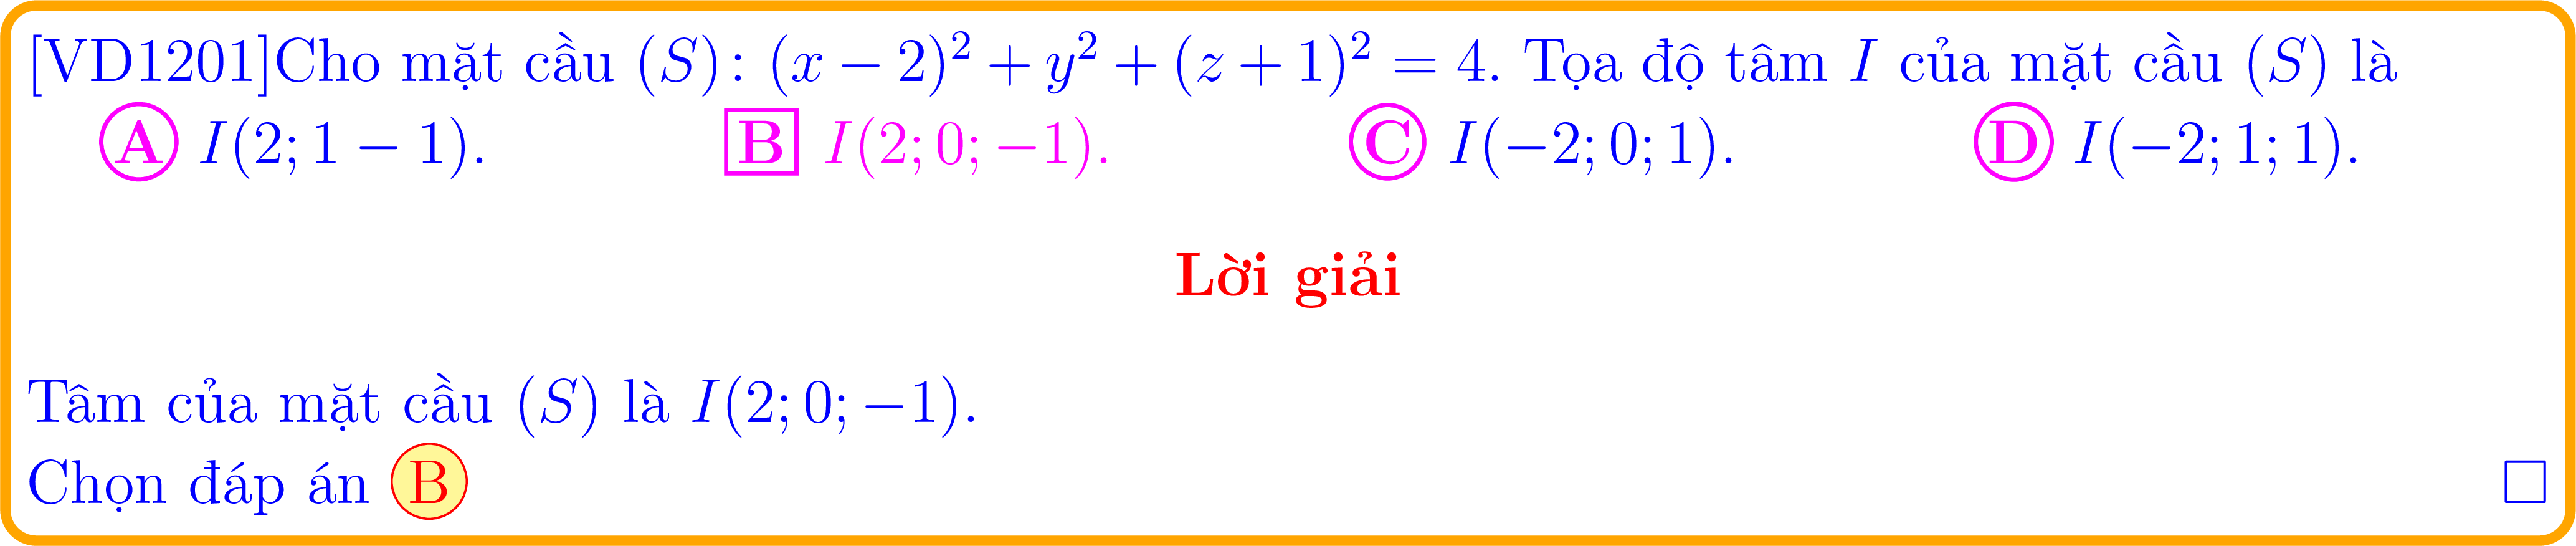 [VD1201]Cho mặt cầu (S): (x − 2)² + y² + (z + 1)² = 4. Tọa độ tâm I của mặt cầu (S) là
A I(2; 1 − 1). B I(2; 0; −1). C I(−2; 0; 1). D I(−2; 1; 1).
Lời giải
Tâm của mặt cầu (S) là I(2; 0; −1).
Chọn đáp án B □